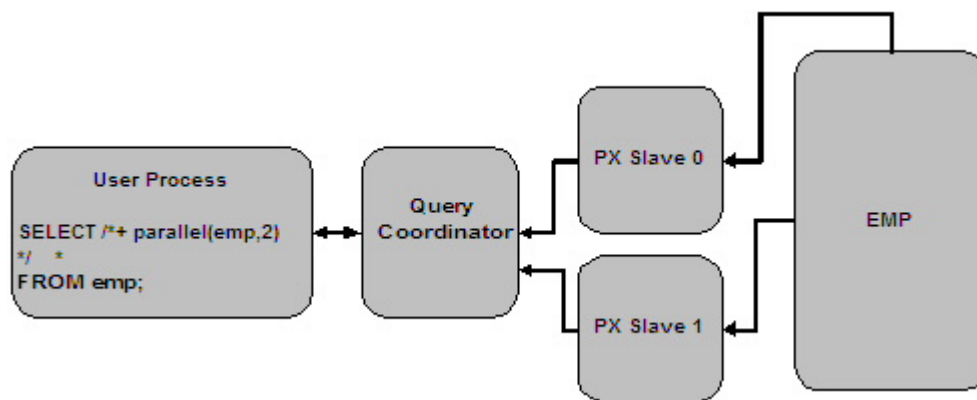 User Process
SELECT /*+ parallel(emp,2)
*/ *
FROM emp;
Query
Coordinator
PX Slave 0
PX Slave 1
EMP